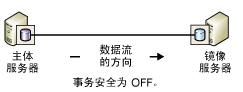 主体
服务器
数据流
的方向
镜像
服务器
事务安全为 OFF。